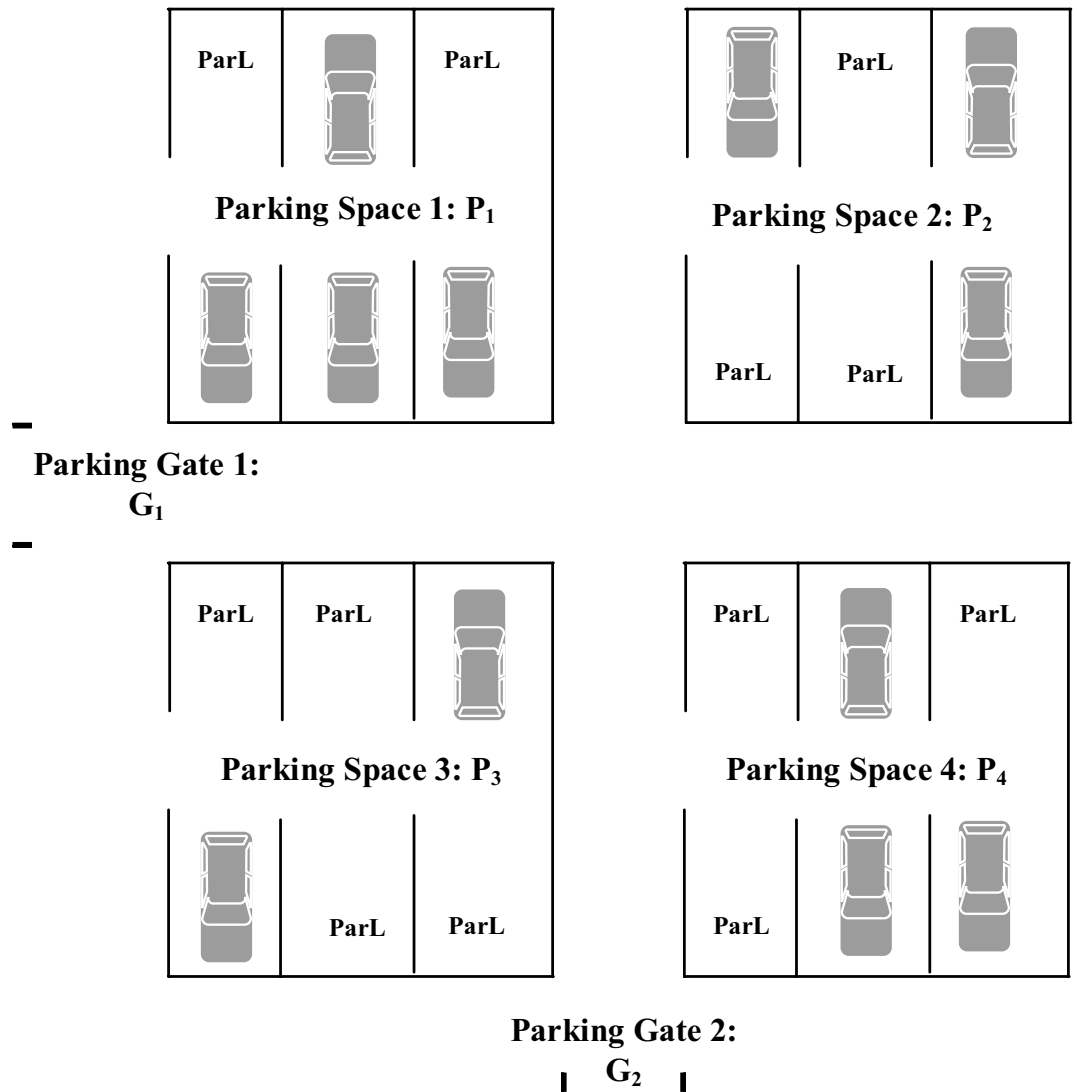 ParL ParL
ParL
Parking Space 1: P₁
Parking Space 2: P₂
ParL ParL
Parking Gate 1:
G₁
ParL ParL
ParL ParL
Parking Space 3: P₃
Parking Space 4: P₄
ParL ParL
ParL
Parking Gate 2:
G₂